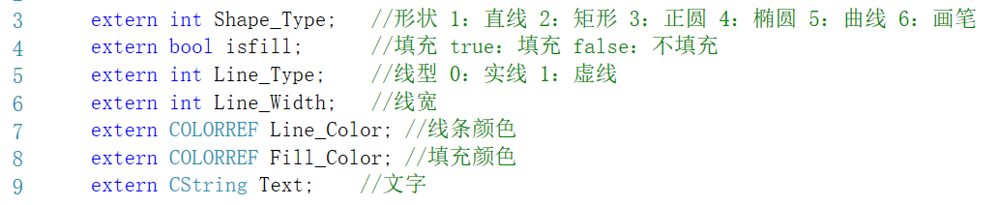 3 extern int Shape_Type; //形状 1：直线 2：矩形 3：正圆 4：椭圆 5：曲线 6：画笔
4 extern bool isfill; //填充 true：填充 false：不填充
5 extern int Line_Type; //线型 0：实线 1：虚线
6 extern int Line_Width; //线宽
7 extern COLORREF Line_Color; //线条颜色
8 extern COLORREF Fill_Color; //填充颜色
9 extern CString Text; //文字